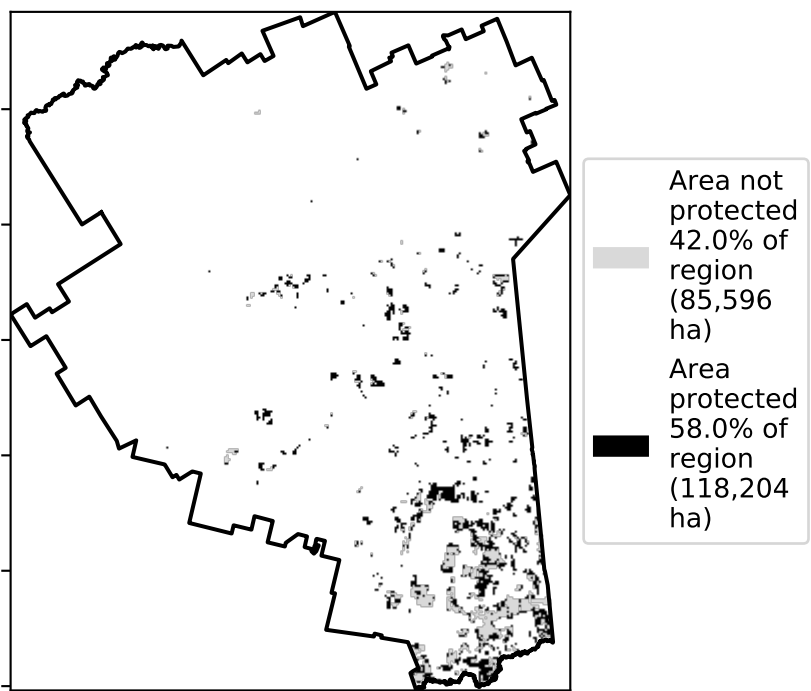 Area not
protected
42.0% of
region
(85,596
ha)
Area
protected
58.0% of
region
(118,204
ha)